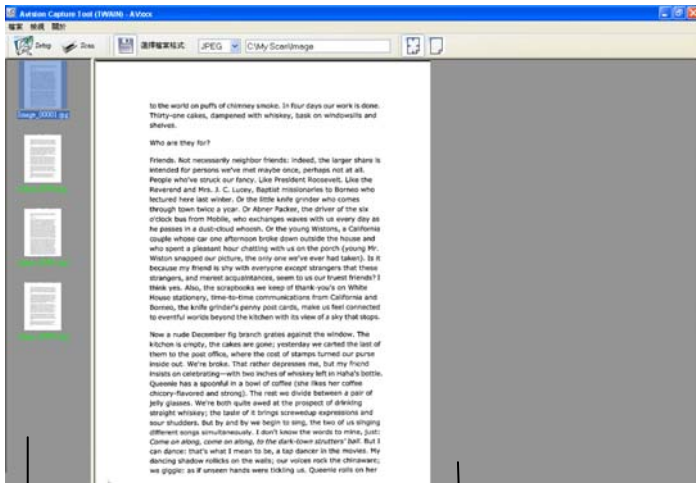 Avision Capture Tool (TWAIN) - AVxxx
檔案 檢視 關於
Setup Scan 選擇檔案格式 JPEG C:\My Scan\Image
Image_00001.jpg
to the world on puffs of chimney smoke. In four days our work is done.
Thirty-one cakes, dampened with whiskey, bask on windowsills and
shelves.
Who are they for?
Friends. Not necessarily neighbor friends: indeed, the larger share is
intended for persons we've met maybe once, perhaps not at all.
People who've struck our fancy. Like President Roosevelt. Like the
Reverend and Mrs. J. C. Lucey, Baptist missionaries to Borneo who
lectured here last winter. Or the little knife grinder who comes
through town twice a year. Or Abner Packer, the driver of the six
o'clock bus from Mobile, who exchanges waves with us every day as
he passes in a dust-cloud whoosh. Or the young Wistons, a California
couple whose car one afternoon broke down outside the house and
who spent a pleasant hour chatting with us on the porch (young Mr.
Wiston snapped our picture, the only one we've ever had taken). Is it
because my friend is shy with everyone except strangers that these
strangers, and merest acquaintances, seem to us our truest friends? I
think yes. Also, the scrapbooks we keep of thank-you's on White
House stationery, time-to-time communications from California and
Borneo, the knife grinder's penny post cards, make us feel connected
to eventful worlds beyond the kitchen with its view of a sky that stops.
Now a nude December fig branch grates against the window. The
kitchen is empty, the cakes are gone; yesterday we carted the last of
them to the post office, where the cost of stamps turned our purse
inside out. We're broke. That rather depresses me, but my friend
insists on celebrating—with two inches of whiskey left in Haha's bottle.
Queenie has a spoonful in a bowl of coffee (she likes her coffee
chicory-flavored and strong). The rest we divide between a pair of
jelly glasses. We're both quite awed at the prospect of drinking
straight whiskey; the taste of it brings screwedup expressions and
sour shudders. But by and by we begin to sing, the two of us singing
different songs simultaneously. I don't know the words to mine, just:
Come on along, come on along, to the dark-town strutters' ball. But I
can dance: that's what I mean to be, a tap dancer in the movies. My
dancing shadow rollicks on the walls; our voices rock the chinaware;
we giggle: as if unseen hands were tickling us. Queenie rolls on her